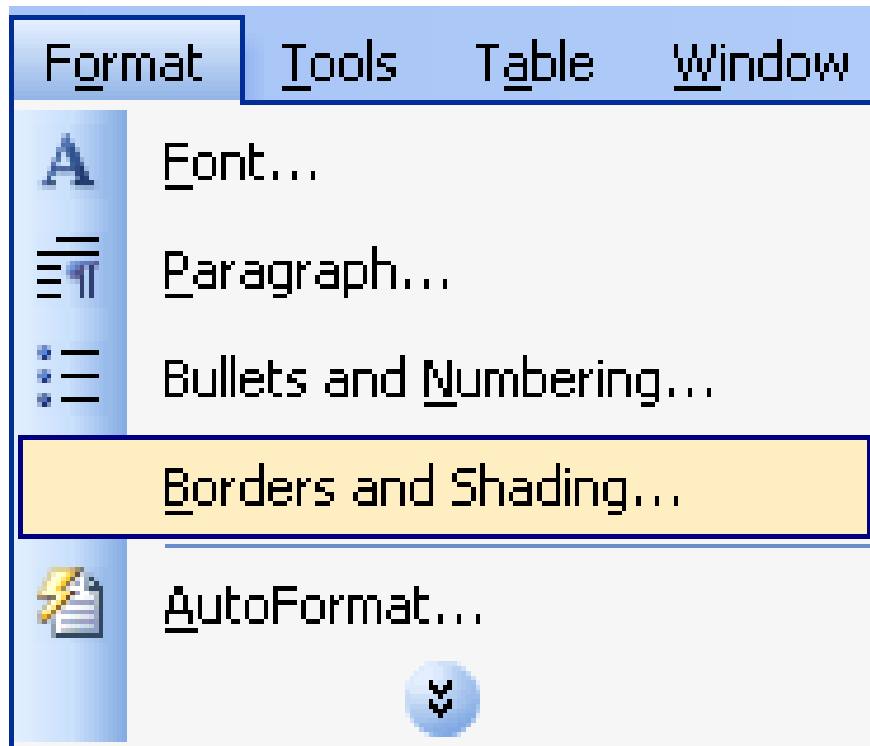 Format Tools Table Window
Font...
Paragraph...
Bullets and Numbering...
Borders and Shading...
AutoFormat...